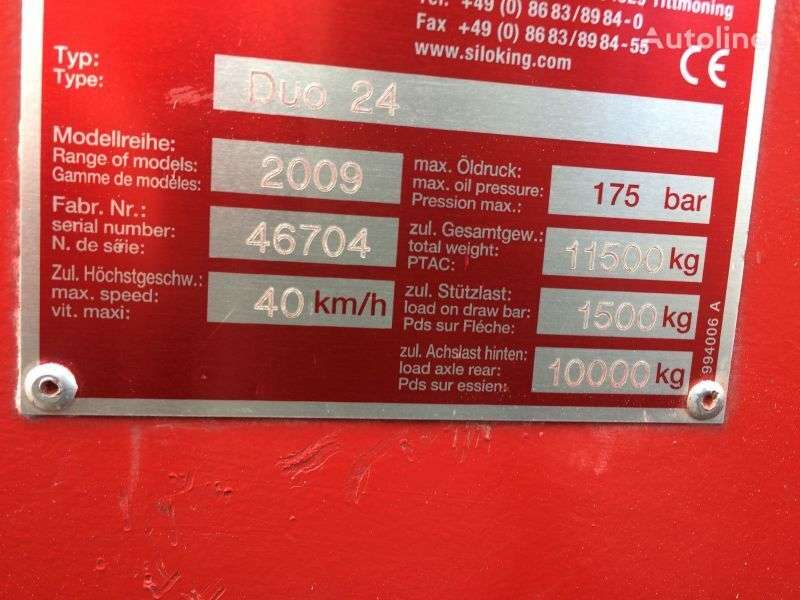 Tittmoning
Tel. +49 (0) 86 83/89 84-0
Fax +49 (0) 86 83/89 84-55
www.siloking.com
Autoline
CE
Typ:
Type:
Duo 24
Modellreihe:
Range of models:
Gamme de modèles:
2009
max. Öldruck:
max. oil pressure:
Pression max.:
175 bar
Fabr. Nr.:
serial number:
N. de série:
46704
zul. Gesamtgew.:
total weight:
PTAC:
11500 kg
Zul. Höchstgeschw.:
max. speed:
vit. maxi:
40 km/h
zul. Stützlast:
load on draw bar:
Pds sur Fléche:
1500 kg
zul. Achslast hinten:
load axle rear:
Pds sur essien:
10000 kg
994006 A